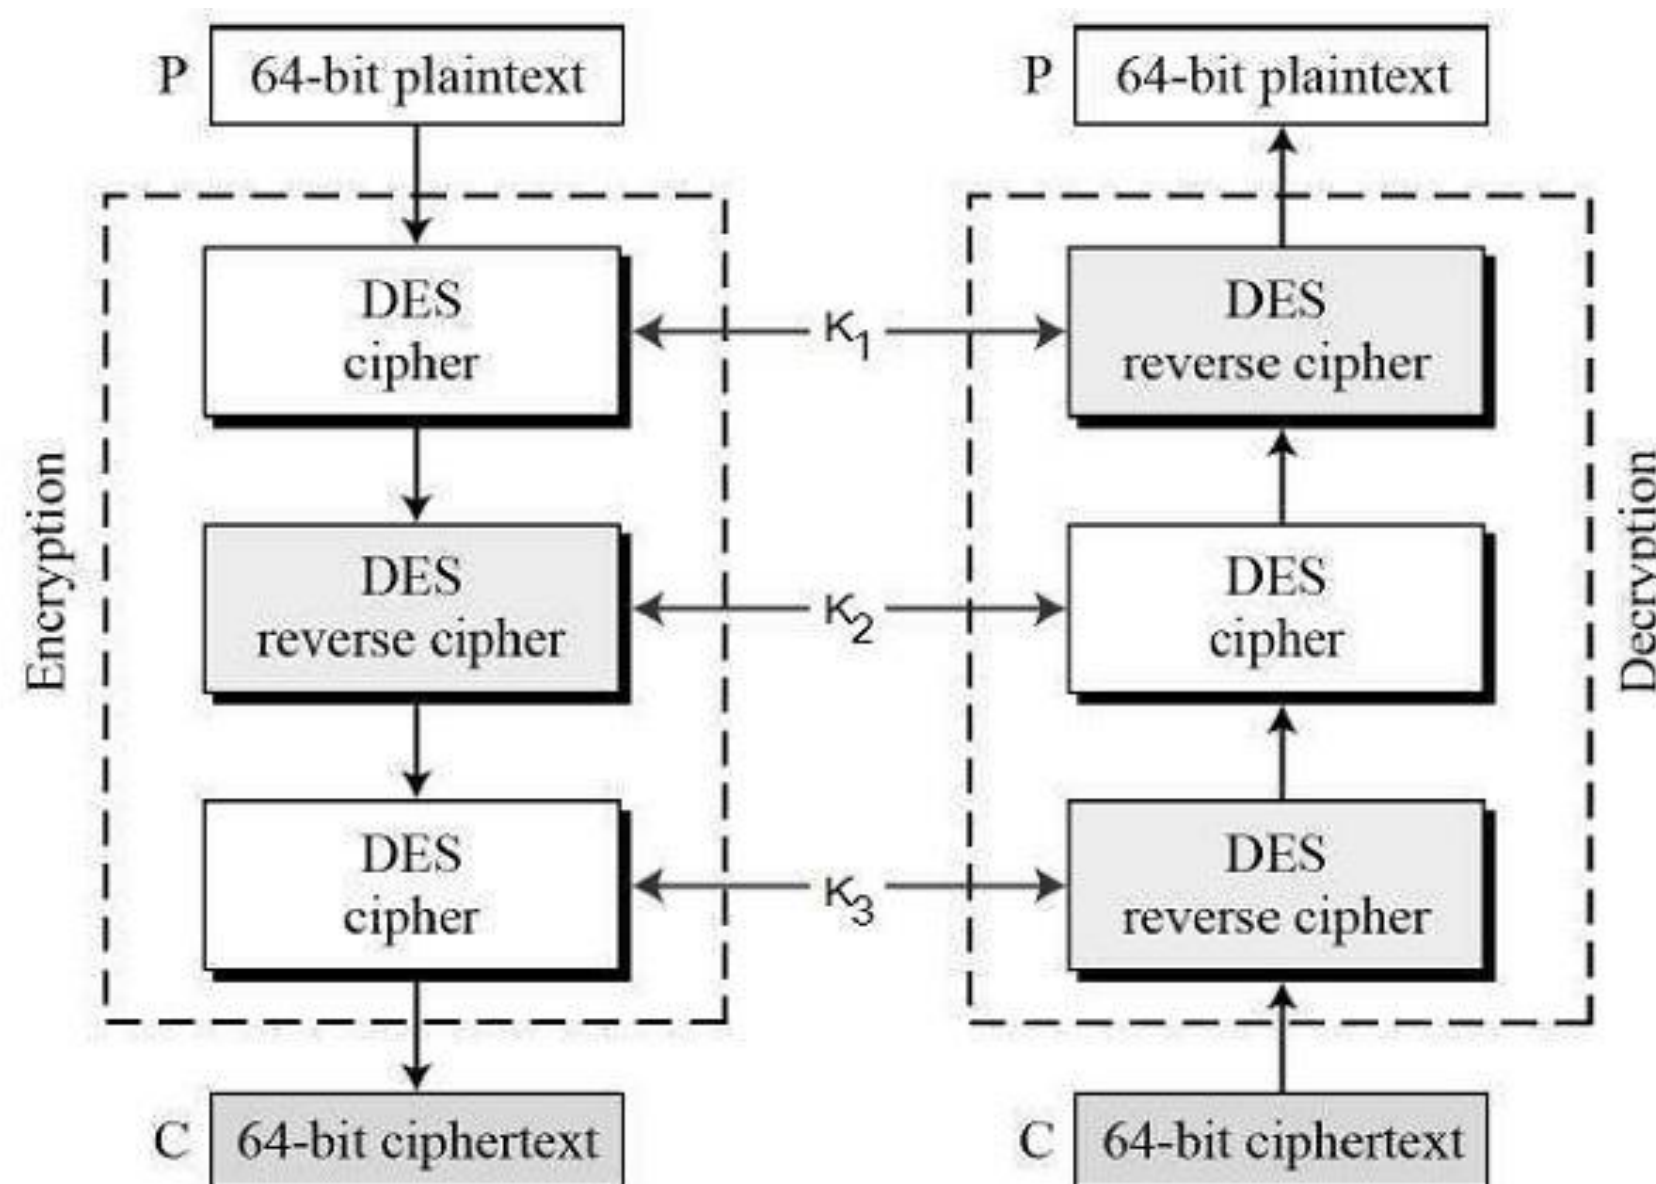 P 64-bit plaintext
P 64-bit plaintext
Encryption
DES
cipher
K1
DES
reverse cipher
DES
reverse cipher
K2
DES
cipher
DES
cipher
K3
DES
reverse cipher
Decryption
C 64-bit ciphertext
C 64-bit ciphertext